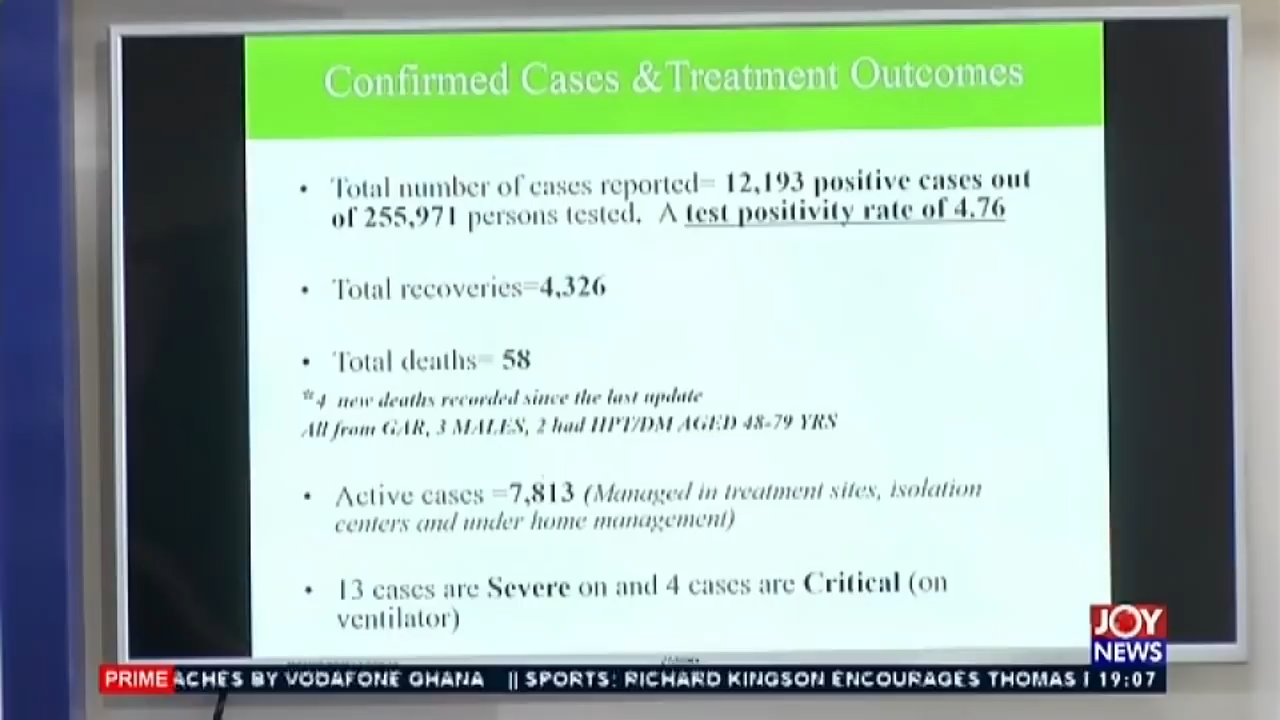 Confirmed Cases &Treatment Outcomes
• Total number of cases reported= 12,193 positive cases out
of 255,971 persons tested. A test positivity rate of 4.76
• Total recoveries=4,326
• Total deaths= 58
*4 new deaths recorded since the last update
All from GAR, 3 MALES, 2 had HPT/DM AGED 48-79 YRS
• Active cases =7,813 (Managed in treatment sites, isolation
centers and under home management)
• 13 cases are Severe on and 4 cases are Critical (on
ventilator)
JOY
NEWS
PRIME ACHES BY VODAFONE GHANA || SPORTS: RICHARD KINGSON ENCOURAGES THOMAS 19:07